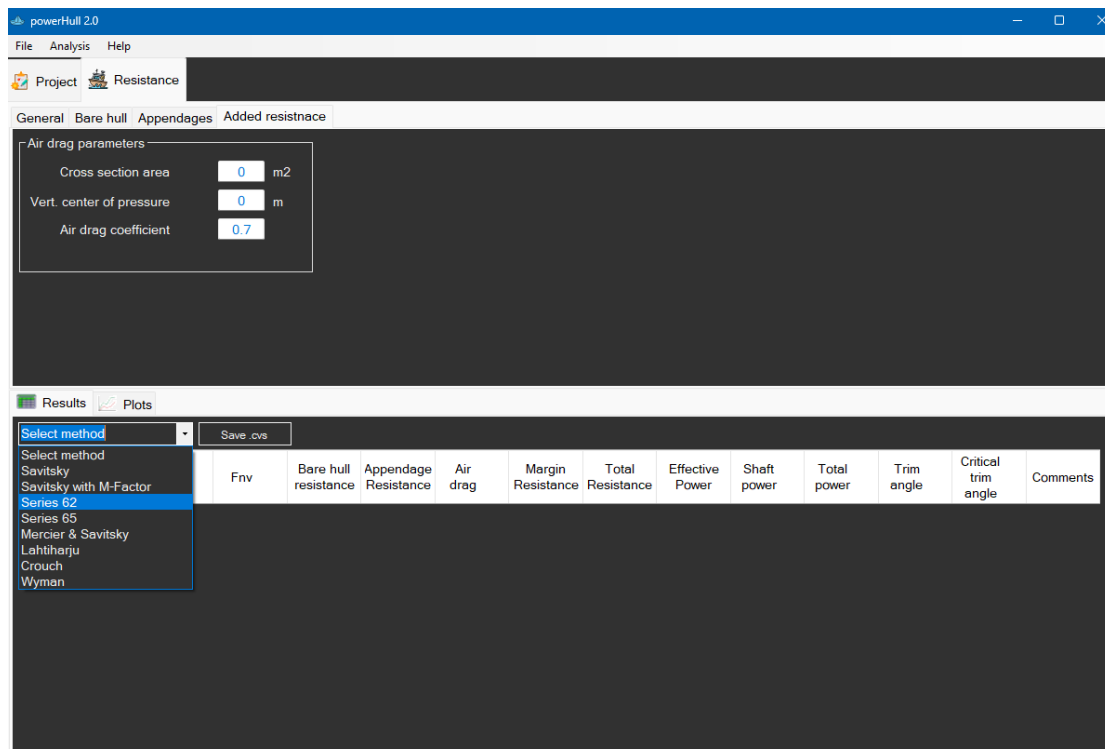 powerHull 2.0
File Analysis Help
Project Resistance
General Bare hull Appendages Added resistnace
Air drag parameters
Cross section area 0 m2
Vert. center of pressure 0 m
Air drag coefficient 0.7
Results Plots
Select method Save .cvs
Select method
Savitsky
Savitsky with M-Factor
Series 62
Series 65
Mercier & Savitsky
Lahtiharju
Crouch
Wyman
Fnv
Bare hull
resistance
Appendage
Resistance
Air
drag
Margin
Resistance
Total
Resistance
Effective
Power
Shaft
power
Total
power
Trim
angle
Critical
trim
angle
Comments